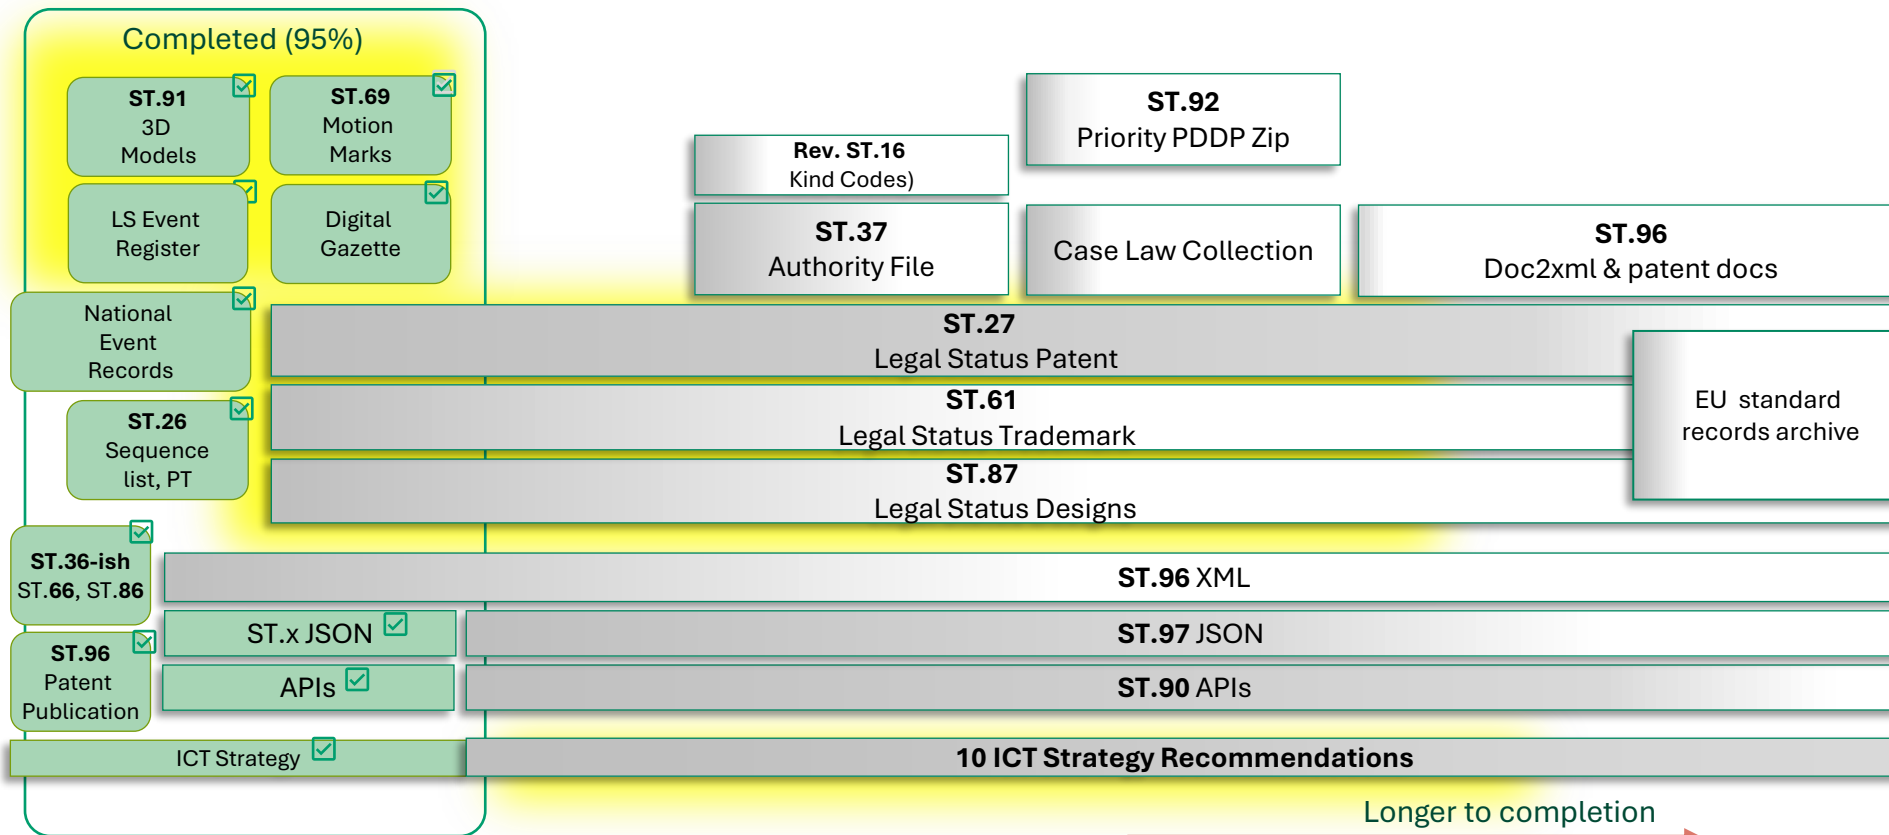 Completed (95%)
ST.91
3D
Models
ST.69
Motion
Marks
LS Event
Register
Digital
Gazette
National
Event
Records
ST.26
Sequence
list, PT
ST.36-ish
ST.66, ST.86
ST.96
Patent
Publication
ST.x JSON
APIs
ICT Strategy
Rev. ST.16
Kind Codes)
ST.92
Priority PDDP Zip
ST.37
Authority File
Case Law Collection
ST.96
Doc2xml & patent docs
ST.27
Legal Status Patent
ST.61
Legal Status Trademark
ST.87
Legal Status Designs
EU standard
records archive
ST.96 XML
ST.97 JSON
ST.90 APIs
10 ICT Strategy Recommendations
Longer to completion